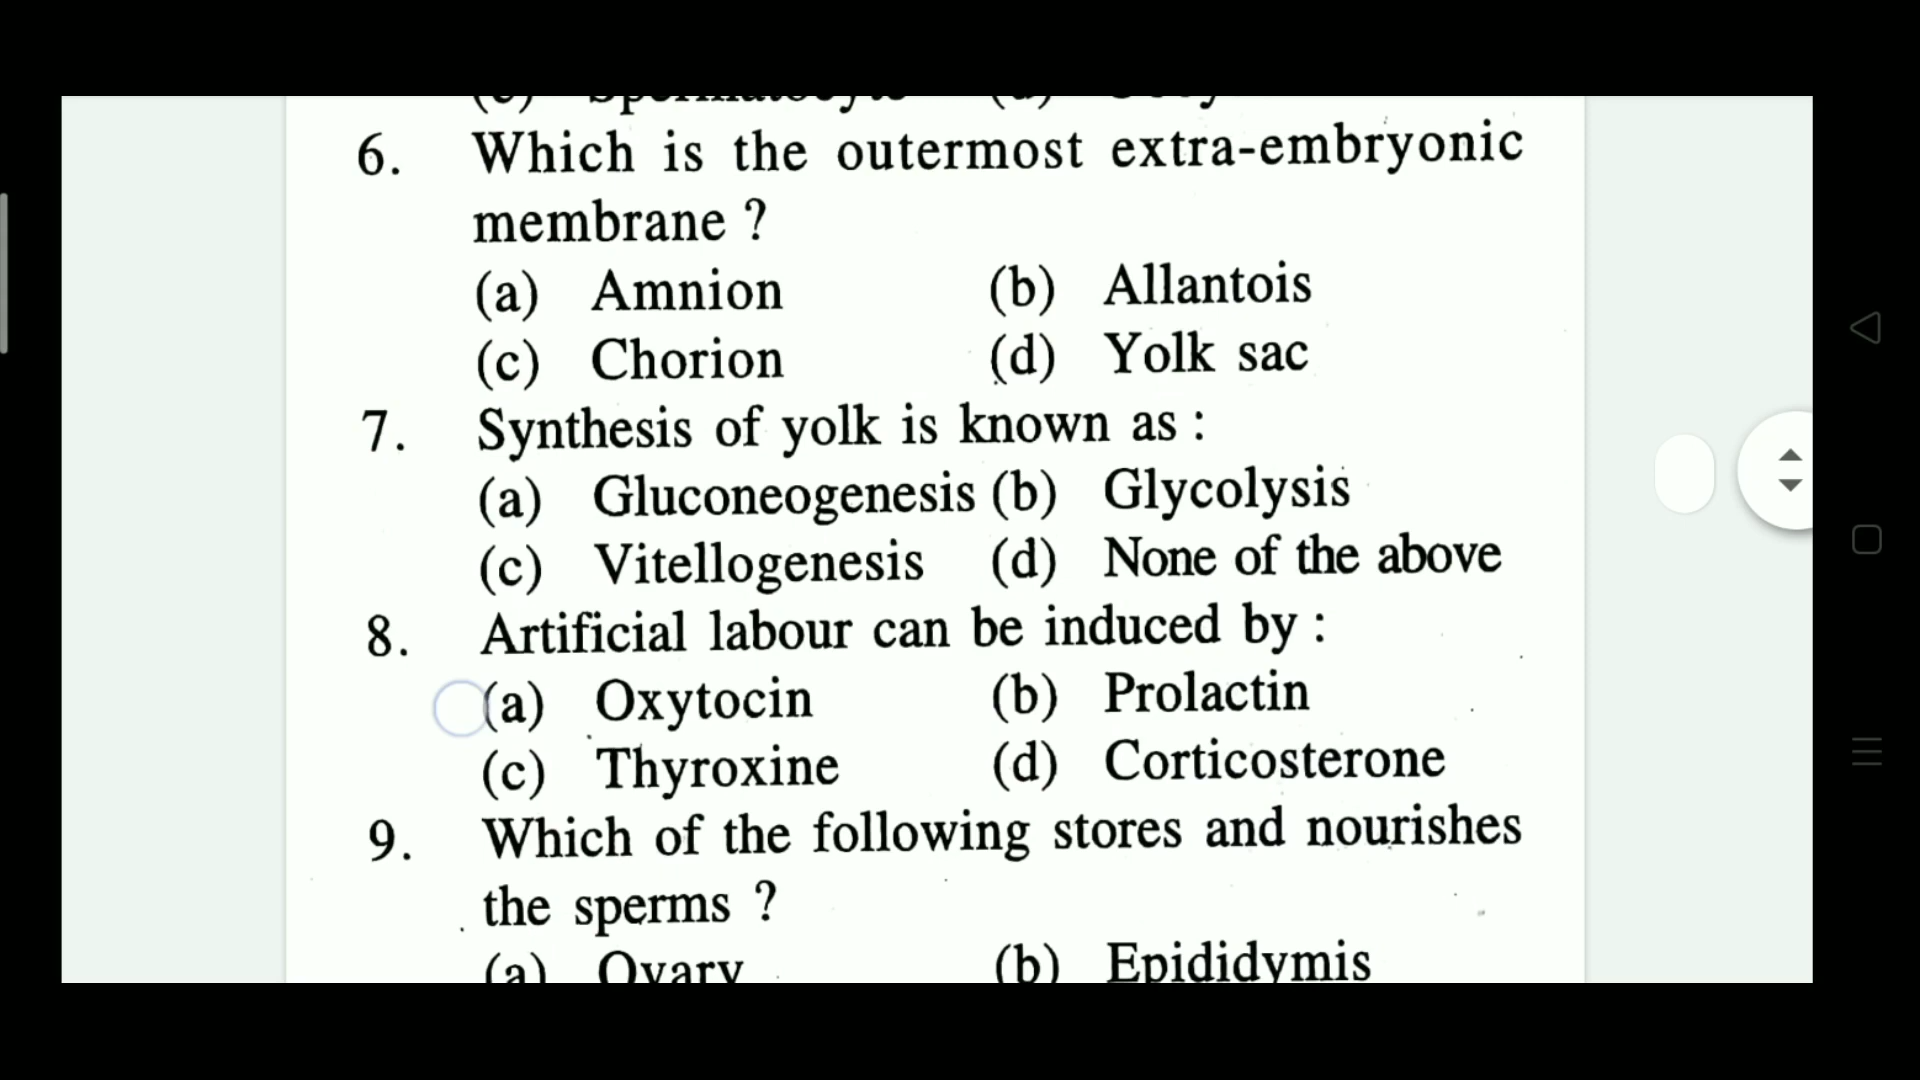 6. Which is the outermost extra-embryonic
membrane ?
(a) Amnion (b) Allantois
(c) Chorion (d) Yolk sac
7. Synthesis of yolk is known as :
(a) Gluconeogenesis (b) Glycolysis
(c) Vitellogenesis (d) None of the above
8. Artificial labour can be induced by :
(a) Oxytocin (b) Prolactin
(c) Thyroxine (d) Corticosterone
9. Which of the following stores and nourishes
the sperms ?
(a) Ovary (b) Epididymis